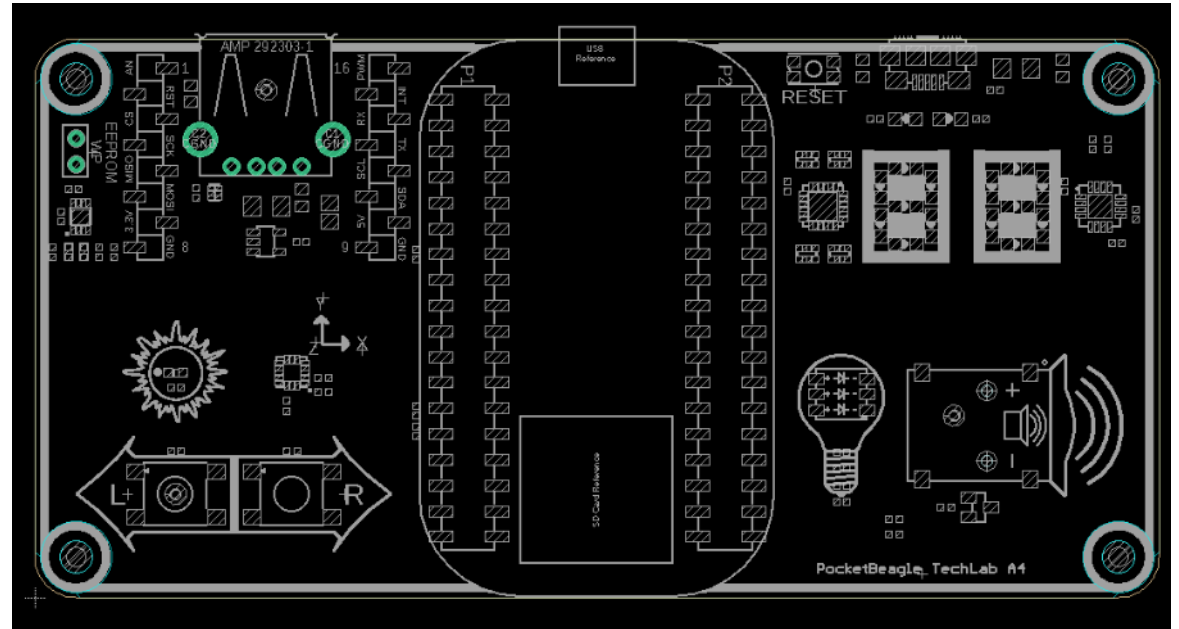 AMP 292303-1
USB
Reference
AN
1
16
PWM
P1
P2
RST
INT
RESET
CS
RX
C2
GND
C1
GND
EEPROM
WP
SCK
TX
MISO
SCL
MOSI
SDA
3.3V
5V
GND
8
9
GND
Y
Z
X
+
SD Card Reference
L
R
−
PocketBeagle TechLab A4